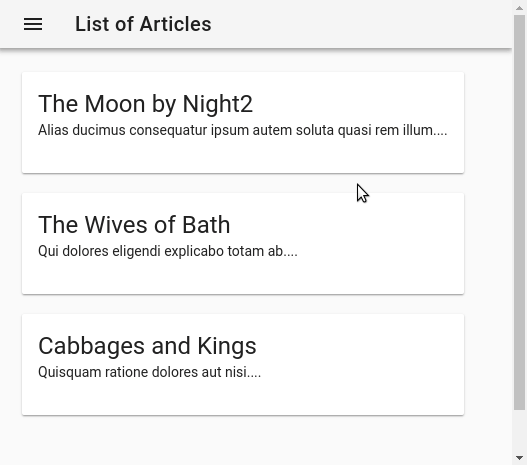 List of Articles
The Moon by Night2
Alias ducimus consequatur ipsum autem soluta quasi rem illum....
The Wives of Bath
Qui dolores eligendi explicabo totam ab....
Cabbages and Kings
Quisquam ratione dolores aut nisi....